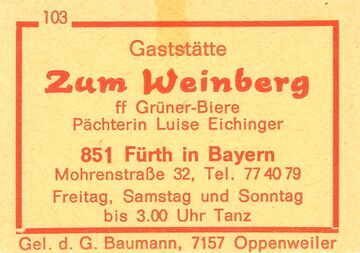 103
Gaststätte
Zum Weinberg
ff Grüner-Biere
Pächterin Luise Eichinger
851 Fürth in Bayern
Mohrenstraße 32, Tel. 77 40 79
Freitag, Samstag und Sonntag
bis 3.00 Uhr Tanz
Gel. d. G. Baumann, 7157 Oppenweiler